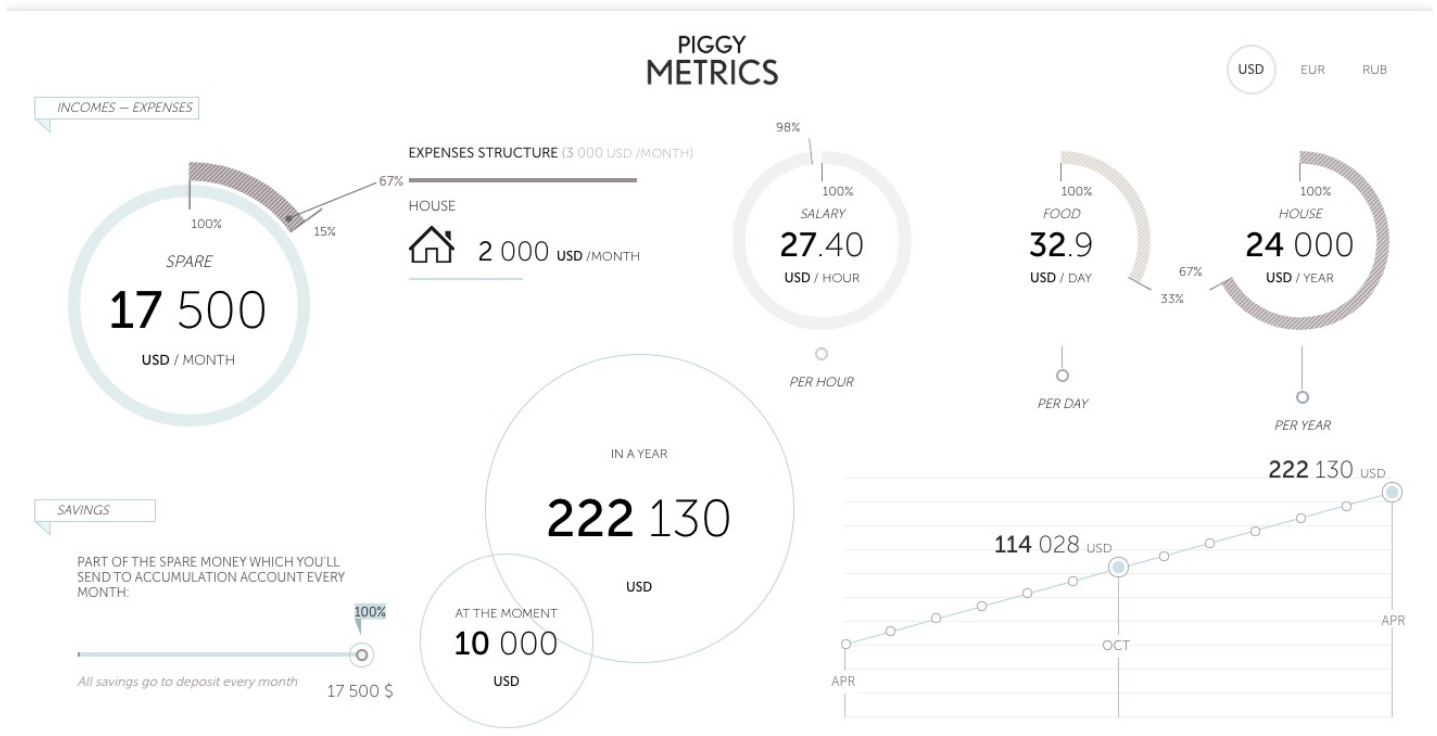 PIGGY
METRICS
USD EUR RUB
INCOMES — EXPENSES
100%
15%
67%
SPARE
17 500
USD / MONTH
EXPENSES STRUCTURE (3 000 USD /MONTH)
HOUSE
2 000 USD /MONTH
98%
100%
SALARY
27.40
USD / HOUR
PER HOUR
100%
FOOD
32.9
USD / DAY
33%
PER DAY
100%
HOUSE
24 000
USD / YEAR
67%
PER YEAR
SAVINGS
PART OF THE SPARE MONEY WHICH YOU'LL
SEND TO ACCUMULATION ACCOUNT EVERY
MONTH:
100%
All savings go to deposit every month
17 500 $
IN A YEAR
222 130
USD
AT THE MOMENT
10 000
USD
222 130 USD
114 028 USD
APR
OCT
APR